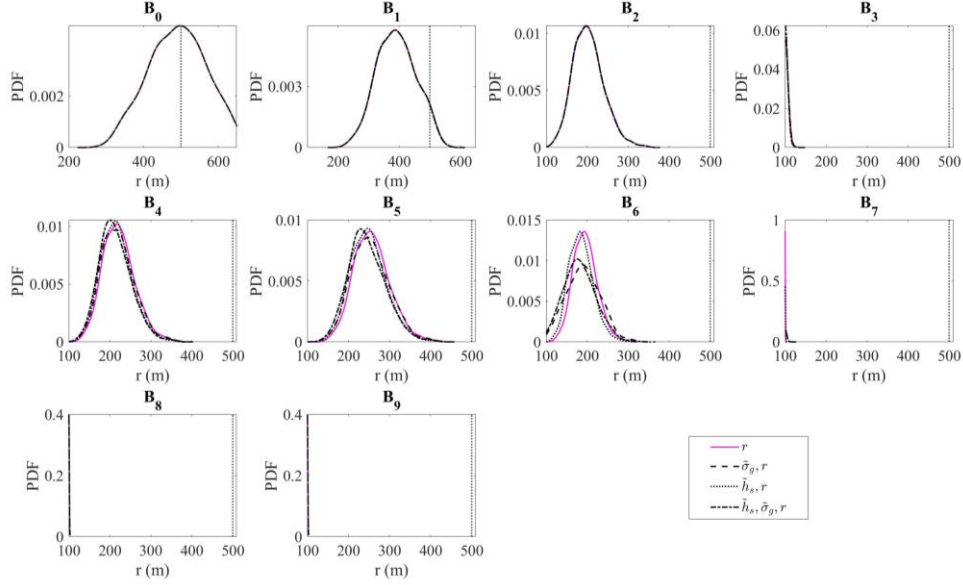 B0
PDF
0.002
0
200
400
600
r (m)
B1
PDF
0.003
0
200
400
600
r (m)
B2
PDF
0.01
0.005
0
100
200
300
400
500
r (m)
B3
PDF
0.06
0.04
0.02
0
100
200
300
400
500
r (m)
B4
PDF
0.01
0.005
0
100
200
300
400
500
r (m)
B5
PDF
0.01
0.005
0
100
200
300
400
500
r (m)
B6
PDF
0.015
0.01
0.005
0
100
200
300
400
500
r (m)
B7
PDF
1
0.5
0
100
200
300
400
500
r (m)
B8
PDF
0.4
0.2
0
100
200
300
400
500
r (m)
B9
PDF
0.4
0.2
0
100
200
300
400
500
r (m)
r
σ̃g, r
h̃s, r
h̃s, σ̃g, r